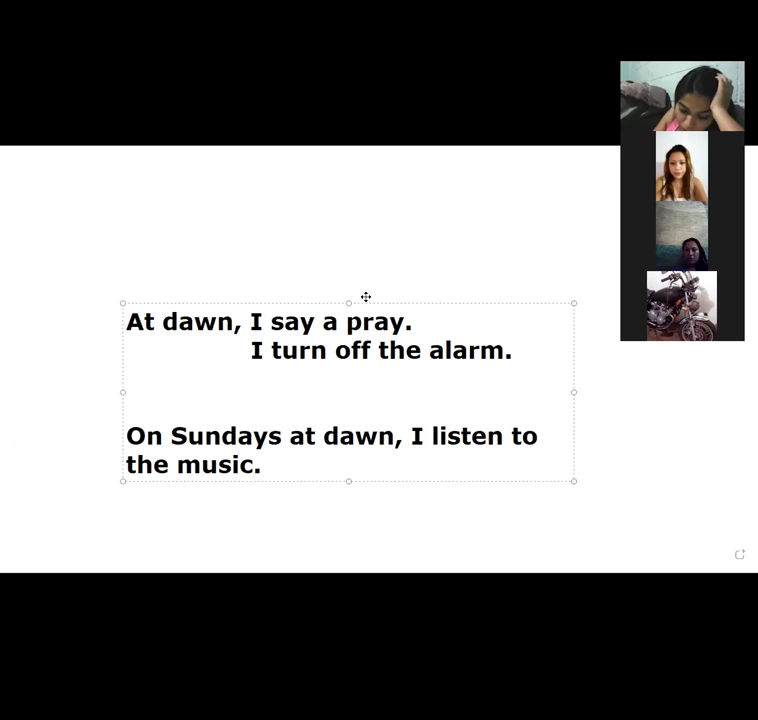 At dawn, I say a pray.
I turn off the alarm.
On Sundays at dawn, I listen to
the music.